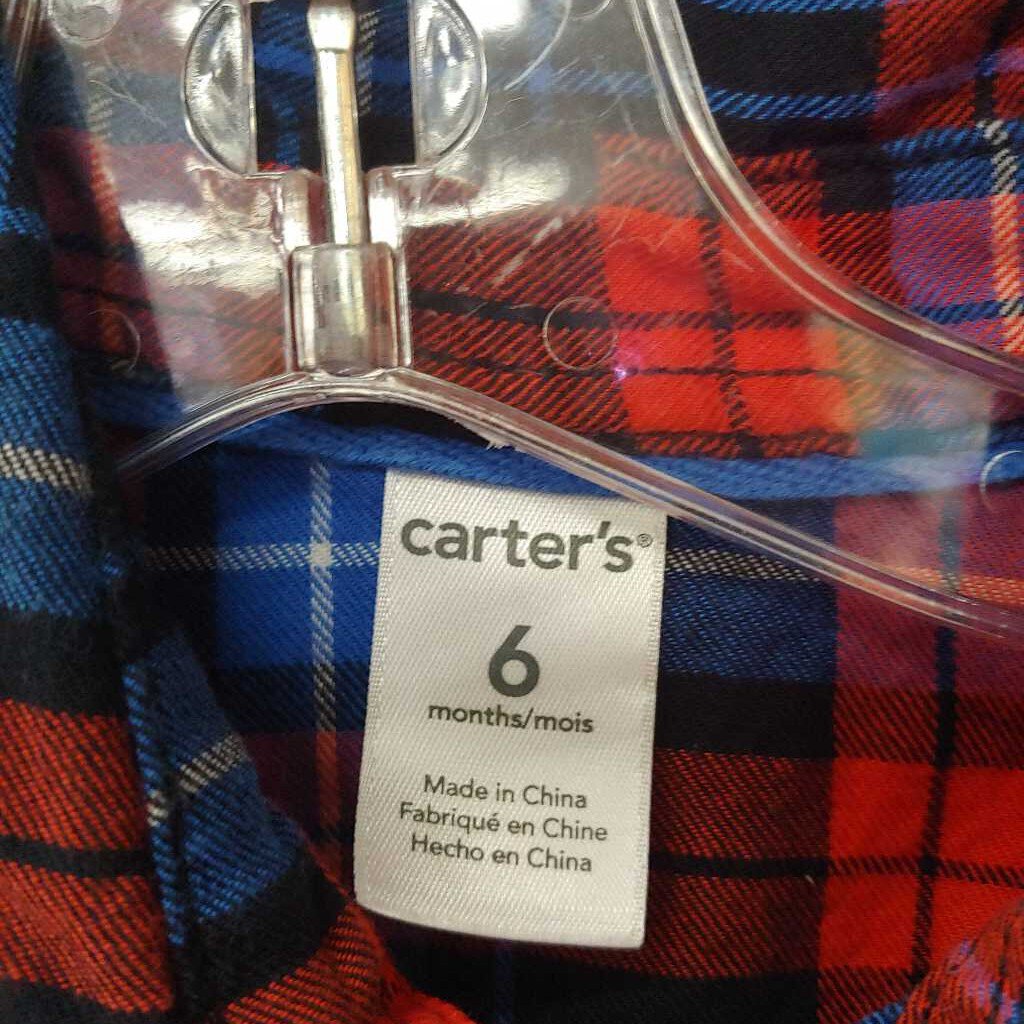 carter's®
6
months/mois
Made in China
Fabriqué en Chine
Hecho en China